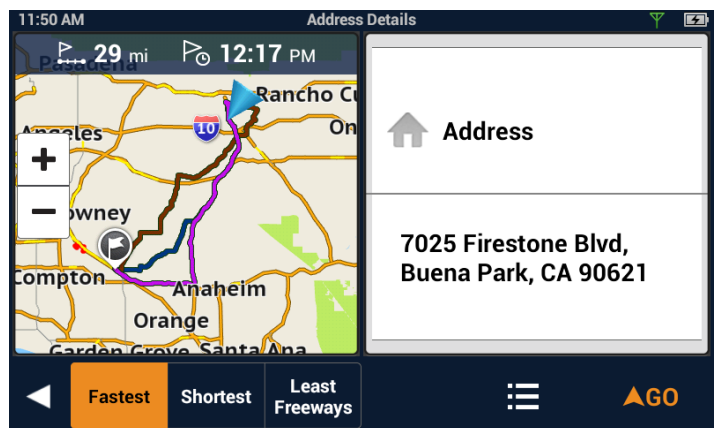 11:50 AM
Address Details
29 mi
12:17 PM
Pasadena
Rancho Cu
10
On
Angeles
+
−
wney
Compton
Anaheim
Orange
Garden Grove
Santa Ana
Address
7025 Firestone Blvd,
Buena Park, CA 90621
Fastest
Shortest
Least
Freeways
GO